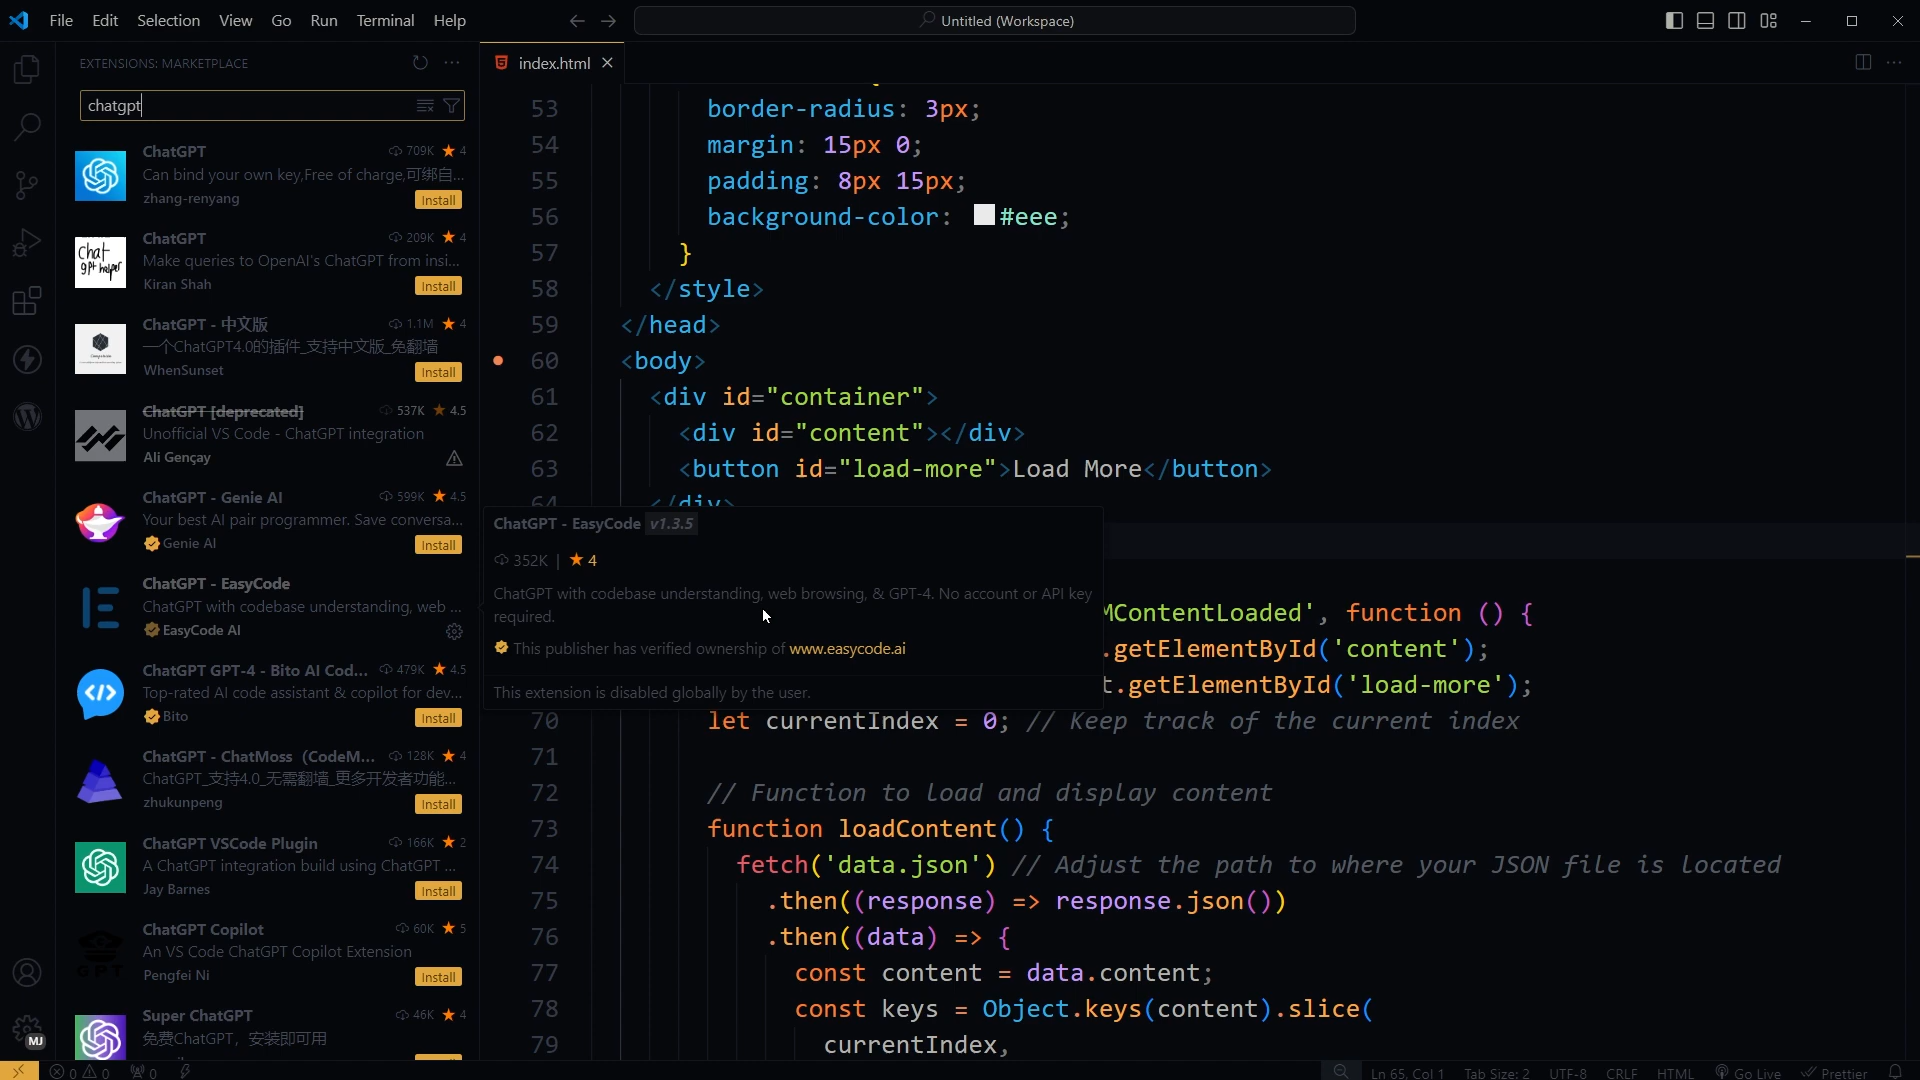 File Edit Selection View Go Run Terminal Help
Untitled (Workspace)
EXTENSIONS: MARKETPLACE
chatgpt
ChatGPT 709K ★ 4
Can bind your own key,Free of charge,可绑自...
zhang-renyang
Install
ChatGPT 209K ★ 4
Make queries to OpenAI's ChatGPT from insi...
Kiran Shah
Install
Chat
gpt helper
ChatGPT - 中文版 1.1M ★ 4
一个ChatGPT4.0的插件_支持中文版_免翻墙
WhenSunset
Install
ChatGPT [deprecated] 537K ★ 4.5
Unofficial VS Code - ChatGPT integration
Ali Gençay
ChatGPT - Genie AI 599K ★ 4.5
Your best AI pair programmer. Save conversa...
Genie AI
Install
ChatGPT - EasyCode
ChatGPT with codebase understanding, web ...
EasyCode AI
ChatGPT GPT-4 - Bito AI Cod... 479K ★ 4.5
Top-rated AI code assistant & copilot for dev...
Bito
Install
ChatGPT - ChatMoss（CodeM... 128K ★ 4
ChatGPT_支持4.0_无需翻墙_更多开发者功能...
zhukunpeng
Install
ChatGPT VSCode Plugin 166K ★ 2
A ChatGPT integration build using ChatGPT ...
Jay Barnes
Install
ChatGPT Copilot 60K ★ 5
An VS Code ChatGPT Copilot Extension
Pengfei Ni
Install
GPT
Super ChatGPT 46K ★ 4
免费ChatGPT，安装即可用
MJ
index.html
53 border-radius: 3px;
54 margin: 15px 0;
55 padding: 8px 15px;
56 background-color: #eee;
57 }
58 </style>
59 </head>
60 <body>
61 <div id="container">
62 <div id="content"></div>
63 <button id="load-more">Load More</button>
64 </div>
ChatGPT - EasyCode v1.3.5
352K | ★ 4
ChatGPT with codebase understanding, web browsing, & GPT-4. No account or API key
required.
This publisher has verified ownership of www.easycode.ai
This extension is disabled globally by the user.
MContentLoaded', function () {
.getElementById('content');
t.getElementById('load-more');
70 let currentIndex = 0; // Keep track of the current index
71
72 // Function to load and display content
73 function loadContent() {
74 fetch('data.json') // Adjust the path to where your JSON file is located
75 .then((response) => response.json())
76 .then((data) => {
77 const content = data.content;
78 const keys = Object.keys(content).slice(
79 currentIndex,
0 0 0
Ln 65, Col 1 Tab Size: 2 UTF-8 CRLF HTML Go Live Prettier